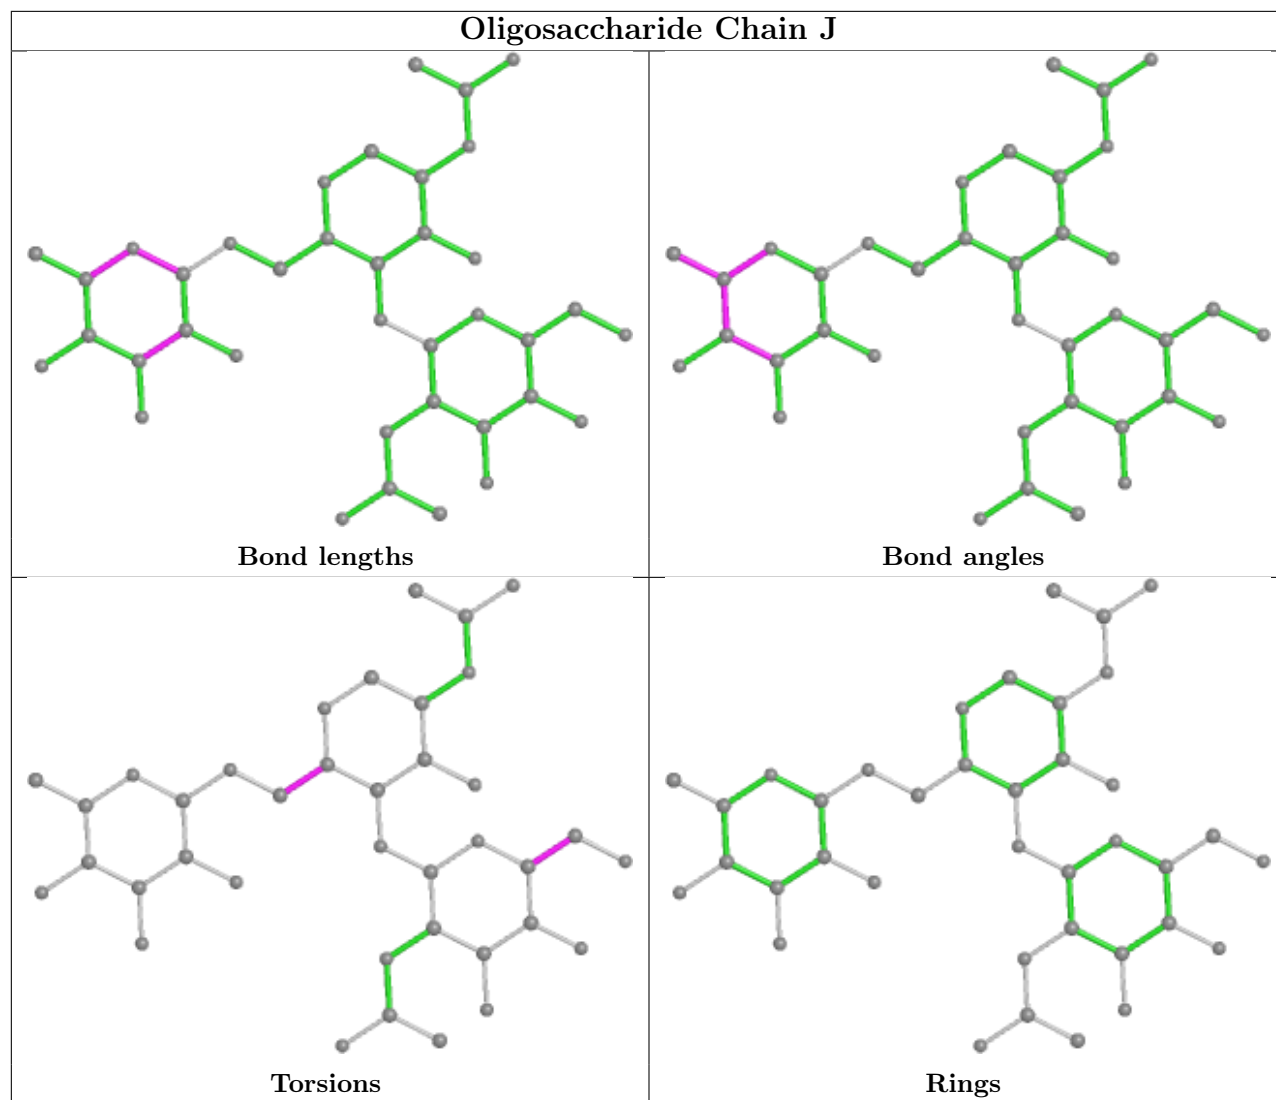 Oligosaccharide Chain J
Bond lengths
Bond angles
Torsions
Rings